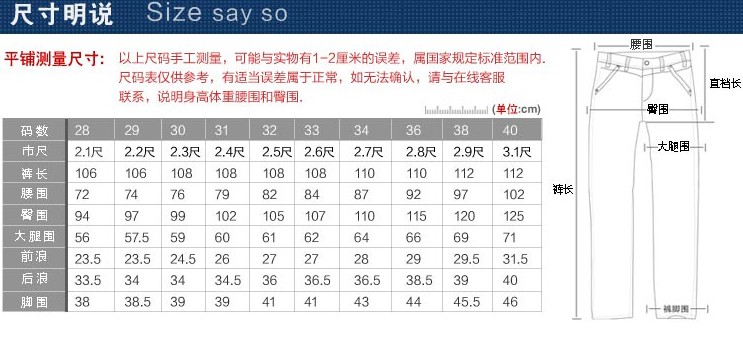 尺寸明说 Size say so
平铺测量尺寸: 以上尺码手工测量，可能与实物有1-2厘米的误差，属国家规定标准范围内.
尺码表仅供参考，有适当误差属于正常，如无法确认，请与在线客服
联系，说明身高体重腰围和臀围.
(单位:cm)
码数 28 29 30 31 32 33 34 36 38 40
市尺 2.1尺 2.2尺 2.3尺 2.4尺 2.5尺 2.6尺 2.7尺 2.8尺 2.9尺 3.1尺
裤长 106 106 108 108 108 108 110 110 112 112
腰围 72 74 76 79 82 84 87 92 97 102
臀围 94 97 99 102 105 107 110 115 120 125
大腿围 56 57.5 59 60 61 62 64 66 69 71
前浪 23.5 23.5 24.5 26 27 27 28 29 29.5 31.5
后浪 33.5 34 34 34.5 36 36.5 36.5 38.5 39 40
脚围 38 38.5 39 39 41 41 43 44 45.5 46
腰围
直裆长
臀围
大腿围
裤长
裤脚围